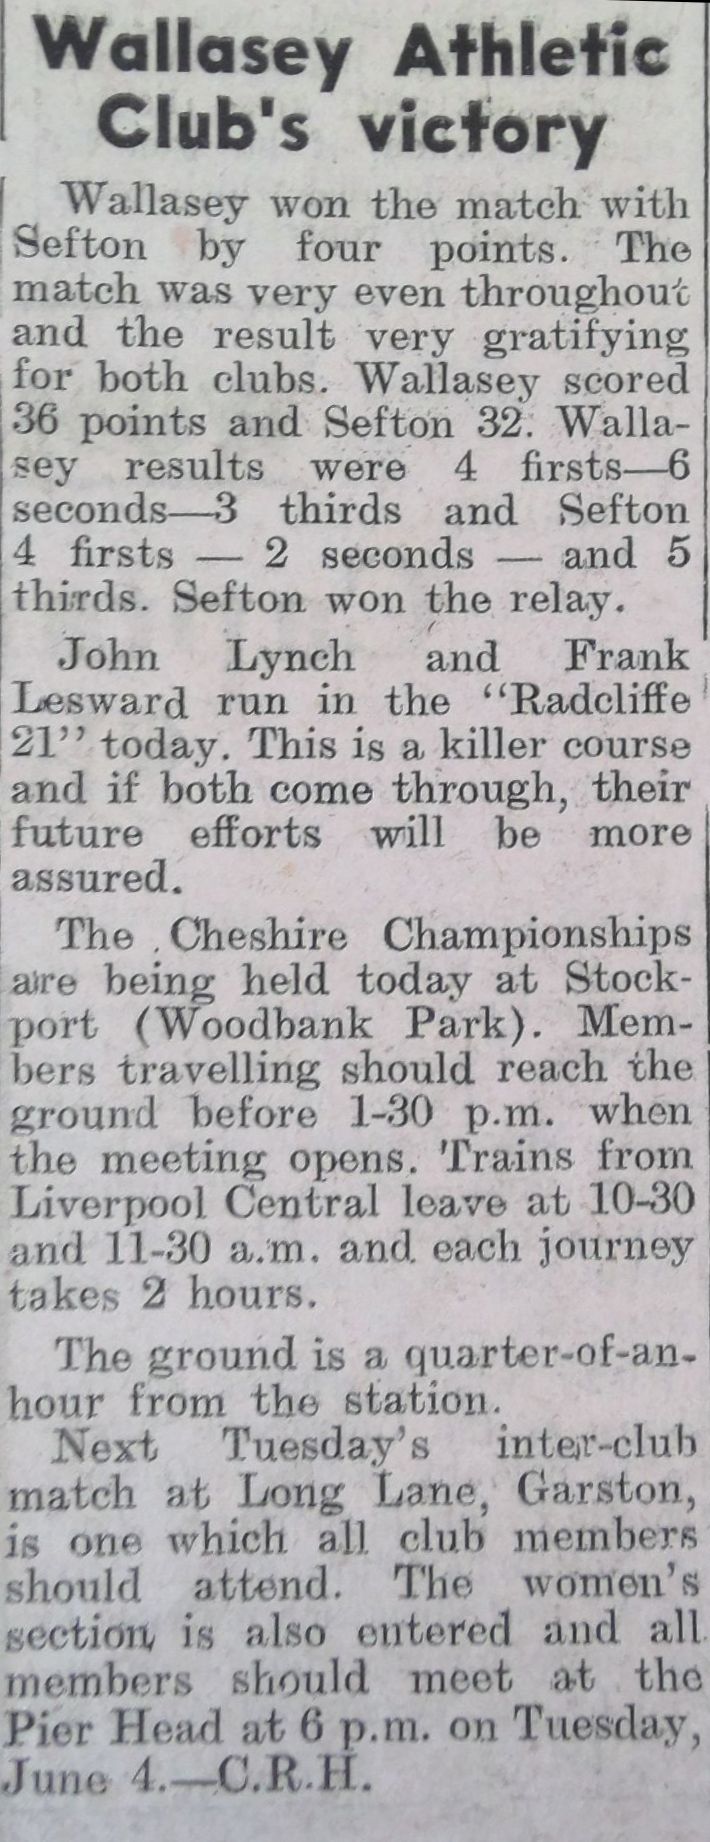 Wallasey Athletic
Club's victory
Wallasey won the match with
Sefton by four points. The
match was very even throughout
and the result very gratifying
for both clubs. Wallasey scored
36 points and Sefton 32. Walla-
sey results were 4 firsts—6
seconds—3 thirds and Sefton
4 firsts — 2 seconds — and 5
thirds. Sefton won the relay.
John Lynch and Frank
Lesward run in the “Radcliffe
21” today. This is a killer course
and if both come through, their
future efforts will be more
assured.
The Cheshire Championships
are being held today at Stock-
port (Woodbank Park). Mem-
bers travelling should reach the
ground before 1-30 p.m. when
the meeting opens. Trains from
Liverpool Central leave at 10-30
and 11-30 a.m. and each journey
takes 2 hours.
The ground is a quarter-of-an-
hour from the station.
Next Tuesday's inter-club
match at Long Lane, Garston,
is one which all club members
should attend. The women's
section, is also entered and all
members should meet at the
Pier Head at 6 p.m. on Tuesday,
June 4.—C.R.H.